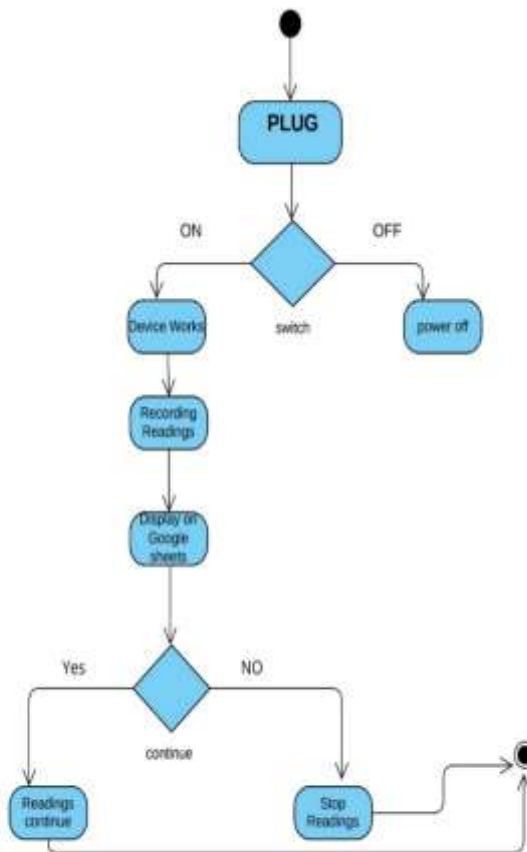 PLUG
ON
OFF
switch
Device Works
power off
Recording
Readings
Display on
Google
sheets
Yes
NO
continue
Readings
continue
Stop
Readings